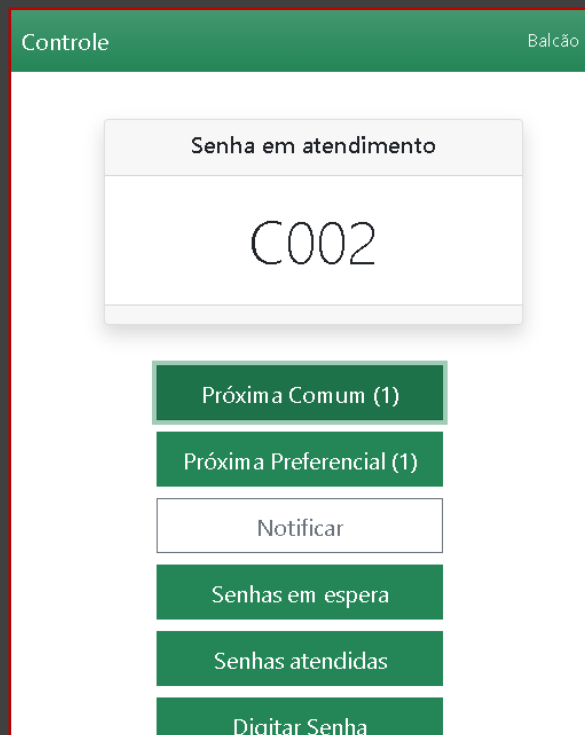 Controle
Balcão
Senha em atendimento
C002
Próxima Comum (1)
Próxima Preferencial (1)
Notificar
Senhas em espera
Senhas atendidas
Digitar Senha